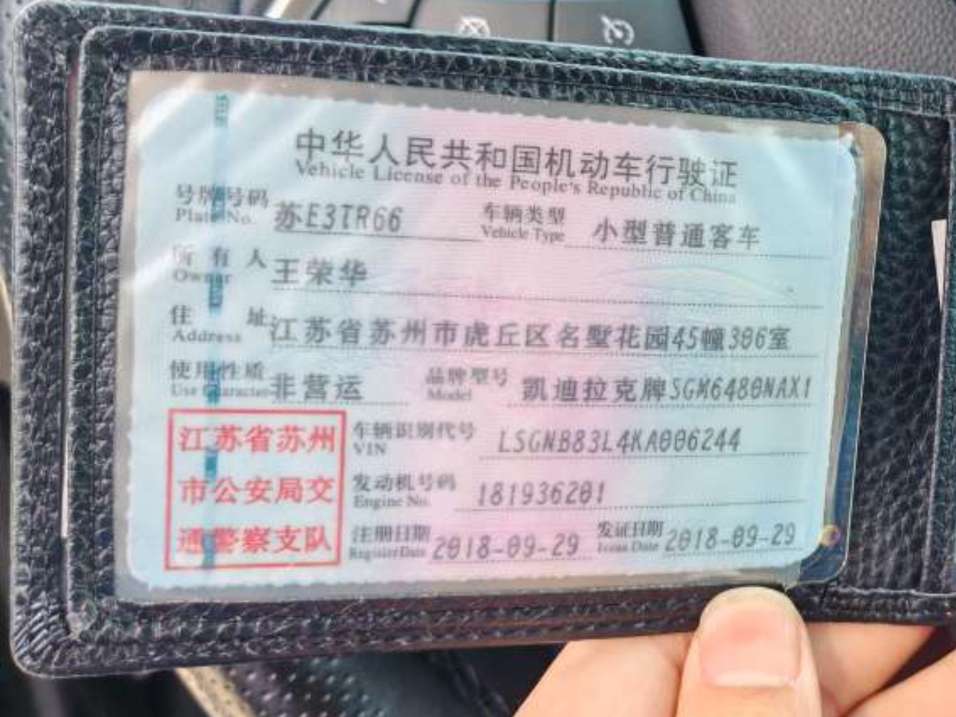 中华人民共和国机动车行驶证
Vehicle License of the People's Republic of China
号牌号码 苏E3TR66 车辆类型 小型普通客车
Plate No. Vehicle Type
所有人 王荣华
Owner
住址 江苏省苏州市虎丘区名墅花园45幢306室
Address
使用性质 非营运 品牌型号 凯迪拉克牌SGM6480NAX1
Use Character Model
江苏省苏州 车辆识别代号 LSGNB83L4KA006244
VIN
市公安局交 发动机号码 181936201
Engine No.
通警察支队 注册日期 2018-09-29 发证日期 2018-09-29
Register Date Issue Date